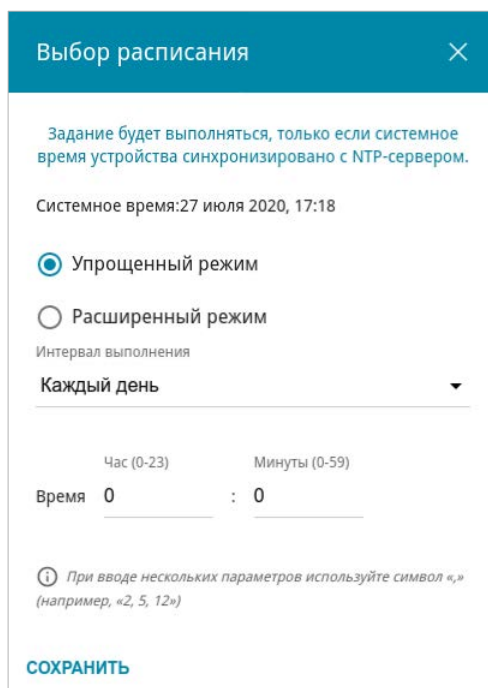 Выбор расписания
Задание будет выполняться, только если системное
время устройства синхронизировано с NTP-сервером.
Системное время:27 июля 2020, 17:18
Упрощенный режим
Расширенный режим
Интервал выполнения
Каждый день
Час (0-23) Минуты (0-59)
Время 0 : 0
При вводе нескольких параметров используйте символ «,»
(например, «2, 5, 12»)
СОХРАНИТЬ